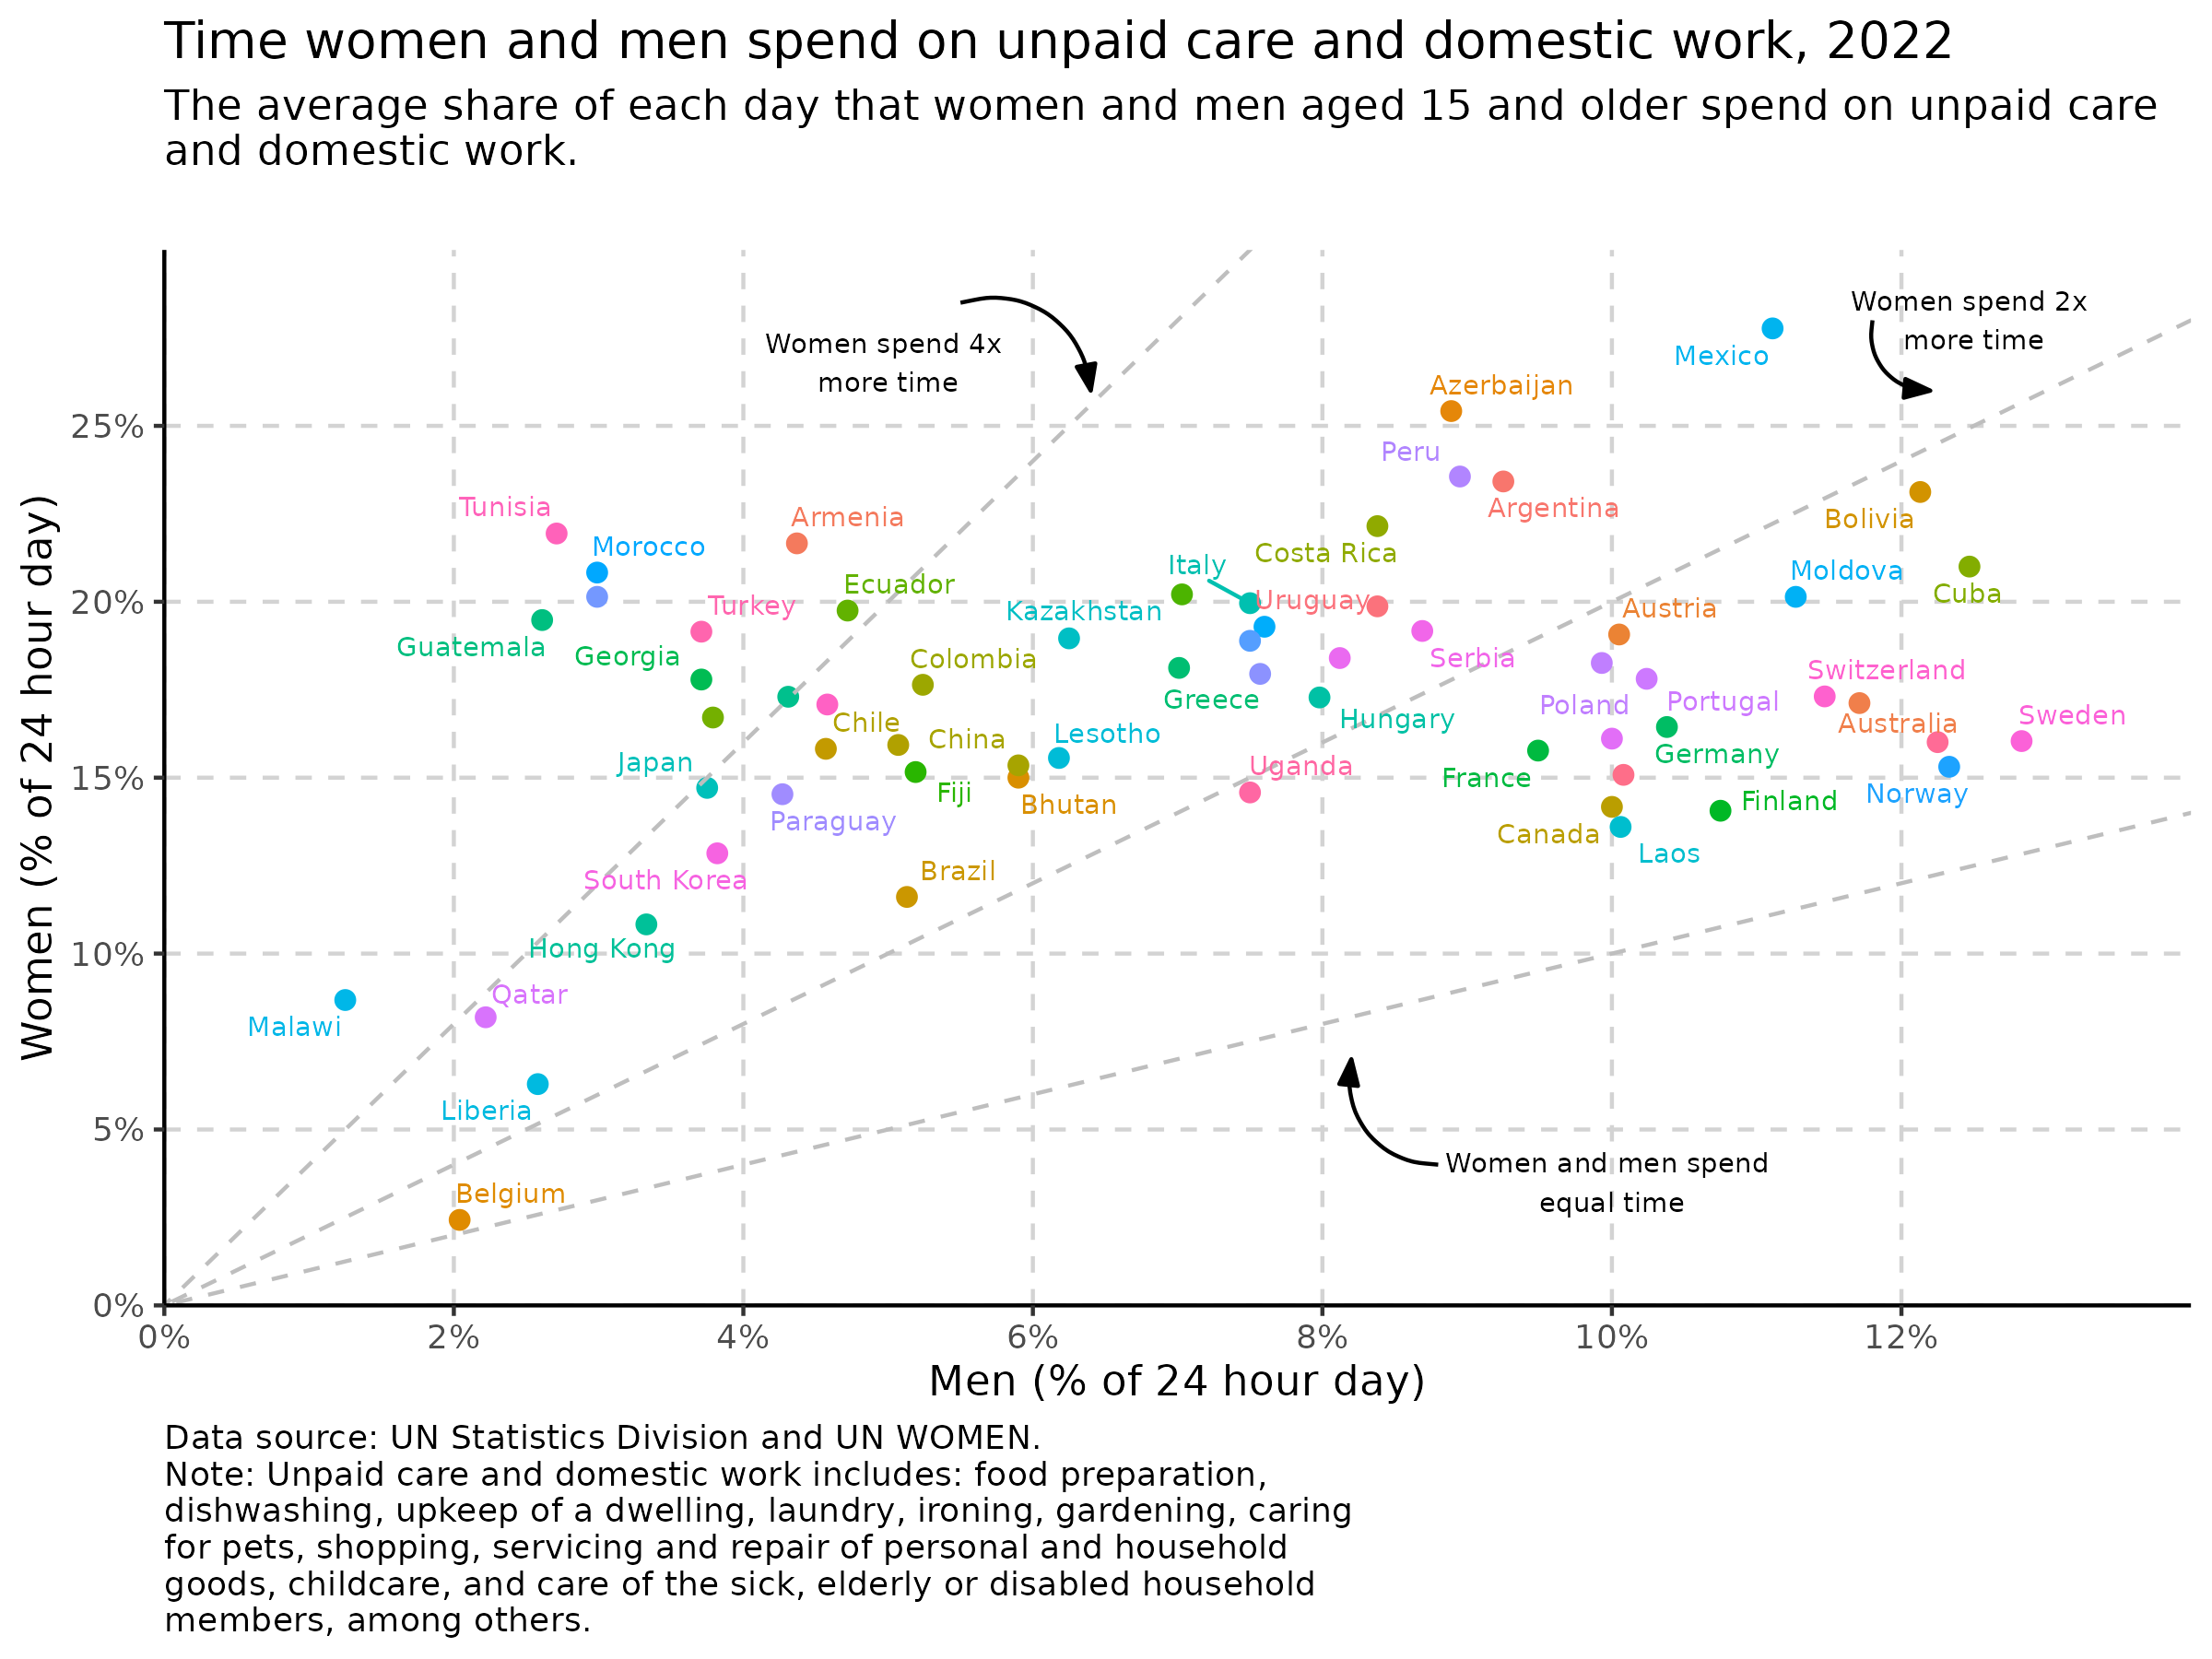 Time women and men spend on unpaid care and domestic work, 2022
The average share of each day that women and men aged 15 and older spend on unpaid care
and domestic work.
Women (% of 24 hour day)
25%
20%
15%
10%
5%
0%
Women spend 4x
more time
Women spend 2x
more time
Mexico
Azerbaijan
Peru
Argentina
Tunisia
Armenia
Bolivia
Morocco
Costa Rica
Italy
Moldova
Ecuador
Cuba
Turkey
Kazakhstan
Uruguay
Austria
Guatemala
Georgia
Colombia
Serbia
Switzerland
Greece
Poland
Portugal
Chile
Hungary
Australia
Sweden
China
Lesotho
Germany
Japan
Uganda
France
Fiji
Bhutan
Norway
Finland
Paraguay
Canada
Laos
South Korea
Brazil
Hong Kong
Qatar
Malawi
Liberia
Women and men spend
equal time
Belgium
0%
2%
4%
6%
8%
10%
12%
Men (% of 24 hour day)
Data source: UN Statistics Division and UN WOMEN.
Note: Unpaid care and domestic work includes: food preparation,
dishwashing, upkeep of a dwelling, laundry, ironing, gardening, caring
for pets, shopping, servicing and repair of personal and household
goods, childcare, and care of the sick, elderly or disabled household
members, among others.